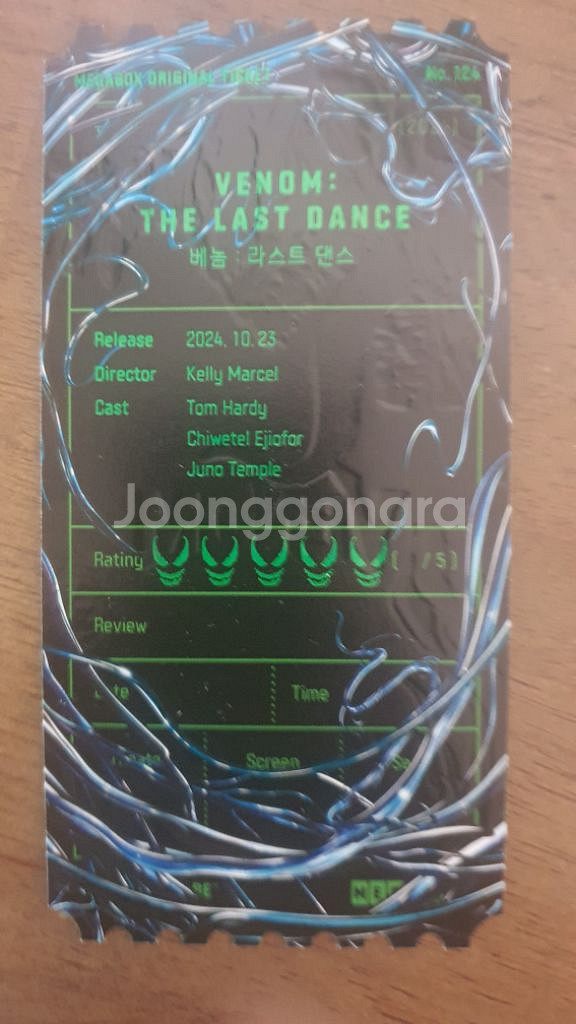 MEGABOX ORIGINAL TICKET
No. 124
VENOM:
THE LAST DANCE
베놈 : 라스트 댄스
Release 2024. 10. 23
Director Kelly Marcel
Cast Tom Hardy
Chiwetel Ejiofor
Juno Temple
Joonggonara
Rating ( /5)
Review
Time
Screen